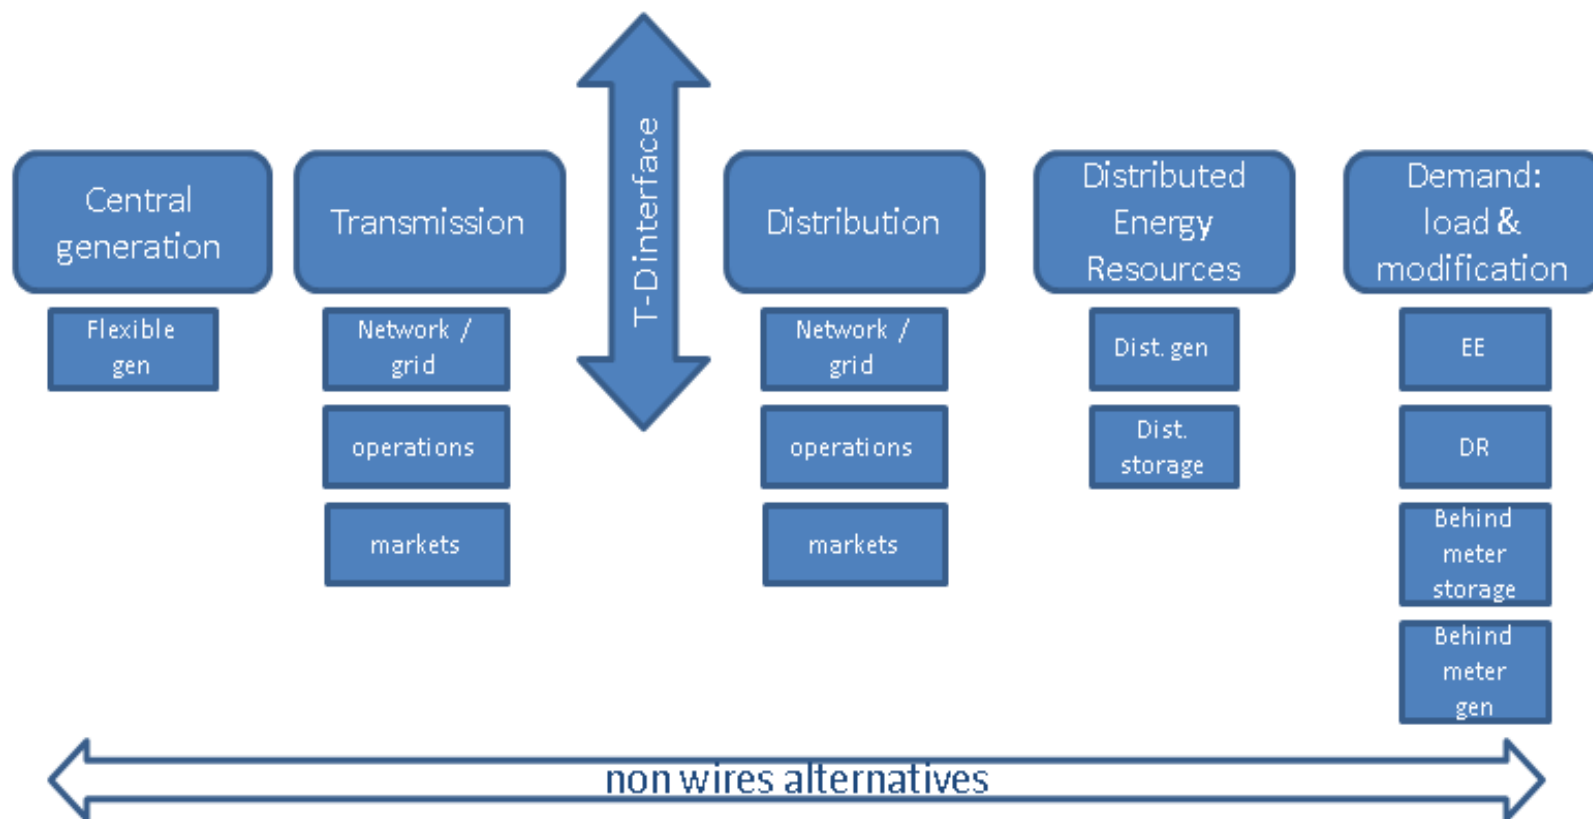 Central
generation
Flexible
gen
Transmission
Network /
grid
operations
markets
T-D interface
Distribution
Network /
grid
operations
markets
Distributed
Energy
Resources
Dist. gen
Dist.
storage
Demand:
load &
modification
EE
DR
Behind
meter
storage
Behind
meter
gen
non wires alternatives